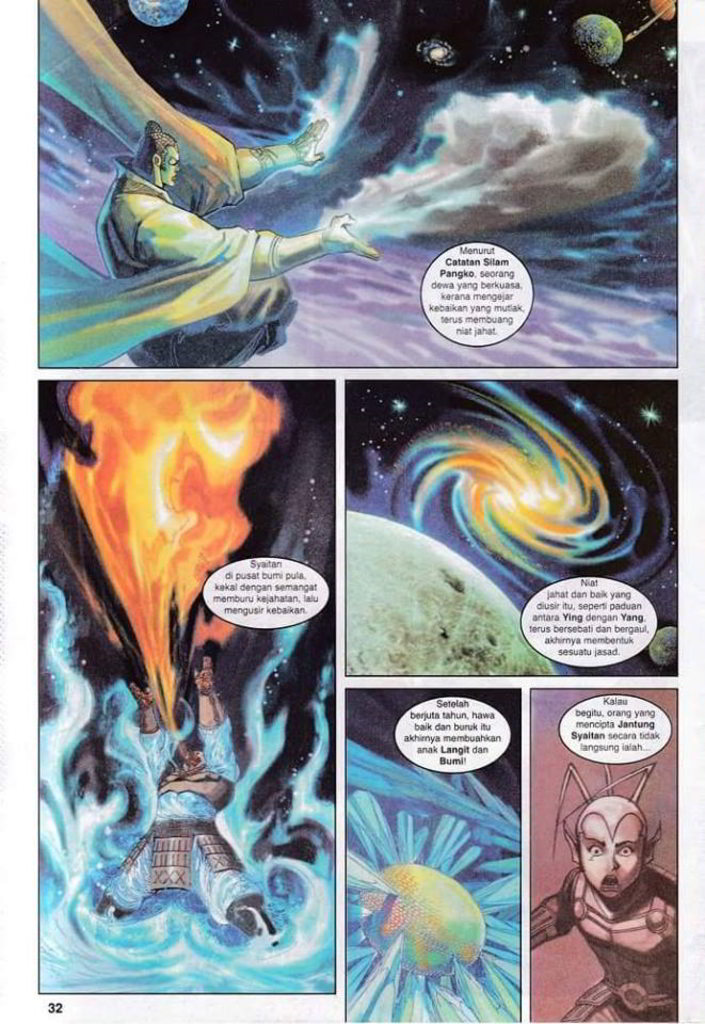 Menurut
Catatan Silam
Pangko, seorang
dewa yang berkuasa,
kerana mengejar
kebaikan yang mutlak,
terus membuang
niat jahat.
Syaitan
di pusat bumi pula,
kekal dengan semangat
memburu kejahatan, lalu
mengusir kebaikan.
Niat
jahat dan baik yang
diusir itu, seperti paduan
antara Ying dengan Yang,
terus bersebati dan bergaul,
akhirnya membentuk
sesuatu jasad.
Setelah
berjuta tahun, hawa
baik dan buruk itu
akhirnya membuahkan
anak Langit dan
Bumi!
Kalau
begitu, orang yang
mencipta Jantung
Syaitan secara tidak
langsung ialah...
32